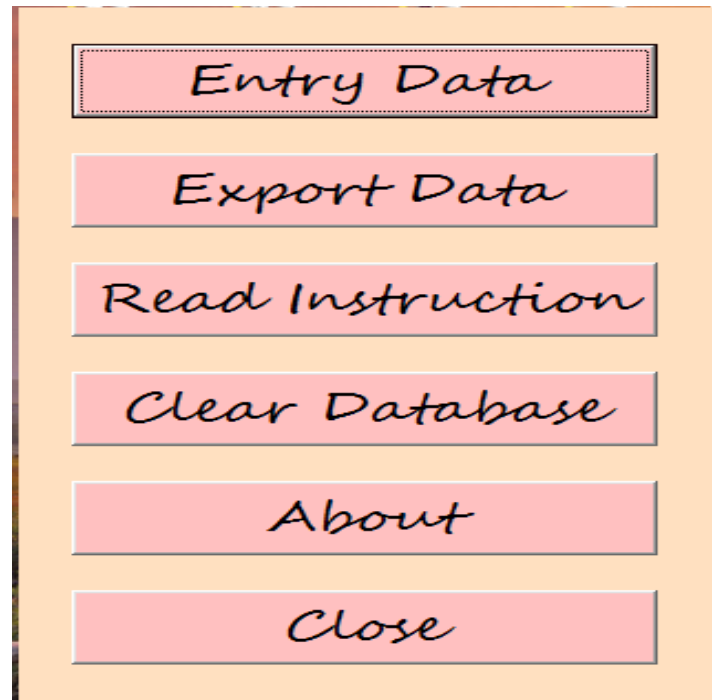 Entry Data
Export Data
Read Instruction
Clear Database
About
Close